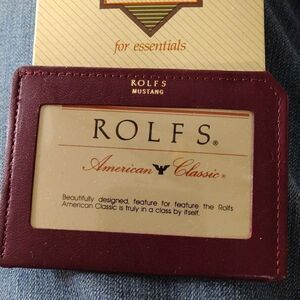 for essentials
ROLFS
MUSTANG
ROLFS®
American Classic®
Beautifully designed, feature for feature the Rolfs
American Classic is truly in a class by itself.